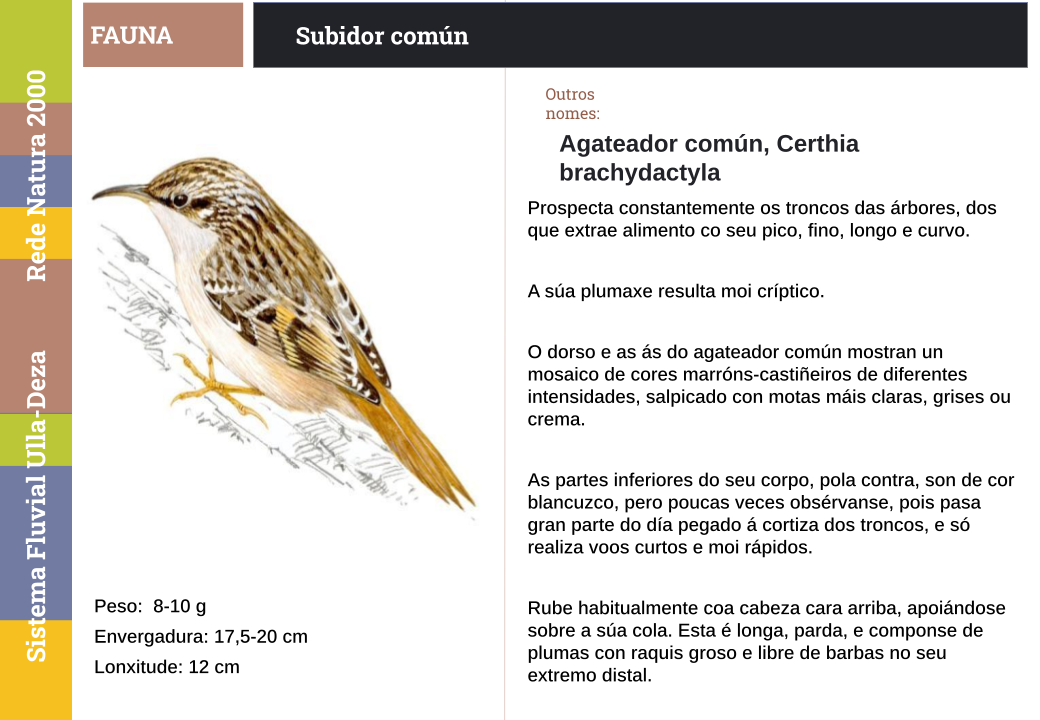 FAUNA
Subidor común
Rede Natura 2000
Sistema Fluvial Ulla-Deza
Outros
nomes:
Agateador común, Certhia
brachydactyla
Prospecta constantemente os troncos das árbores, dos
que extrae alimento co seu pico, fino, longo e curvo.
A súa plumaxe resulta moi críptico.
O dorso e as ás do agateador común mostran un
mosaico de cores marróns-castiñeiros de diferentes
intensidades, salpicado con motas máis claras, grises ou
crema.
As partes inferiores do seu corpo, pola contra, son de cor
blancuzco, pero poucas veces obsérvanse, pois pasa
gran parte do día pegado á cortiza dos troncos, e só
realiza voos curtos e moi rápidos.
Rube habitualmente coa cabeza cara arriba, apoiándose
sobre a súa cola. Esta é longa, parda, e componse de
plumas con raquis groso e libre de barbas no seu
extremo distal.
Peso:  8-10 g
Envergadura: 17,5-20 cm
Lonxitude: 12 cm